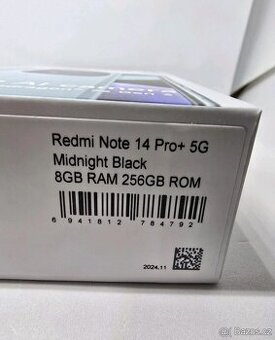 Redmi Note 14 Pro+ 5G
Midnight Black
8GB RAM 256GB ROM
6 941812 784792
2024.11
Bazos.cz